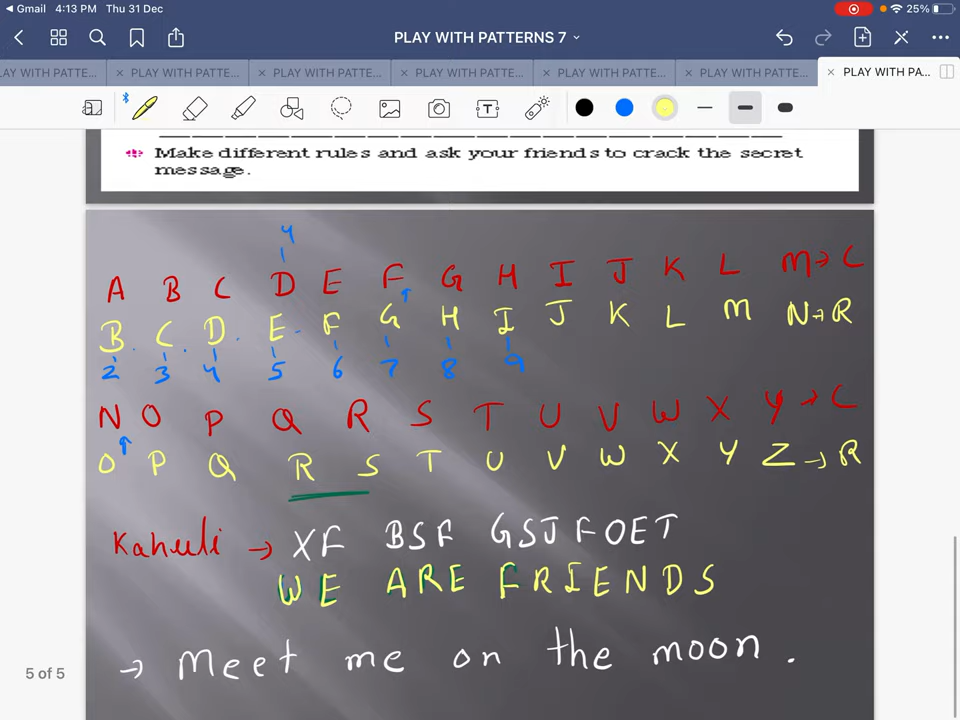 Gmail 4:13 PM Thu 31 Dec 25%
PLAY WITH PATTERNS 7
LAY WITH PATTE... PLAY WITH PATTE... PLAY WITH PATTE... PLAY WITH PATTE... PLAY WITH PATTE... PLAY WITH PATTE... PLAY WITH PA...
Make different rules and ask your friends to crack the secret
message.
4
A B C D E F G H I J K L M → C
B C D E F G H I J K L M N → R
2 3 4 5 6 7 8 9
N O P Q R S T U V W X Y → C
O P Q R S T U V W X Y Z → R
Kahuli → XF BSF GSJFOET
WE ARE FRIENDS
→ Meet me on the moon.
5 of 5